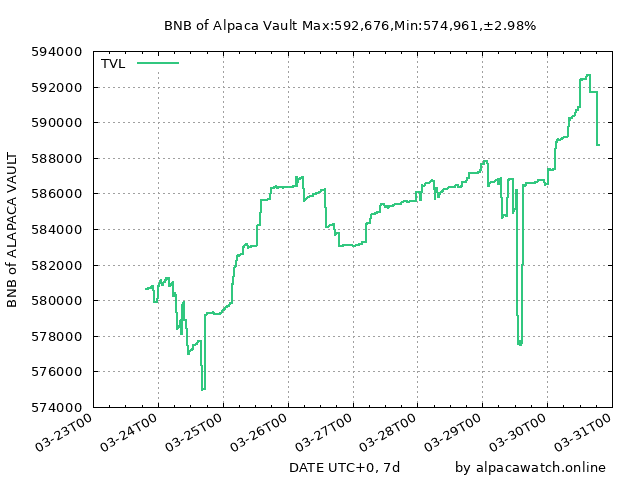 BNB of Alpaca Vault Max:592,676,Min:574,961,±2.98%
594000
TVL
592000
590000
588000
586000
584000
582000
580000
578000
576000
574000
BNB of ALAPACA VAULT
03-23T00
03-24T00
03-25T00
03-26T00
03-27T00
03-28T00
03-29T00
03-30T00
03-31T00
DATE UTC+0, 7d
by alpacawatch.online